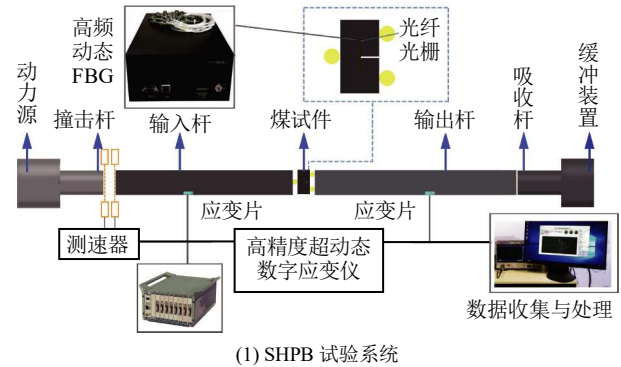 高频
动态
FBG
光纤
光栅
动力源
撞击杆
输入杆
煤试件
输出杆
吸收杆
缓冲装置
应变片
应变片
测速器
高精度超动态
数字应变仪
数据收集与处理
(1) SHPB 试验系统